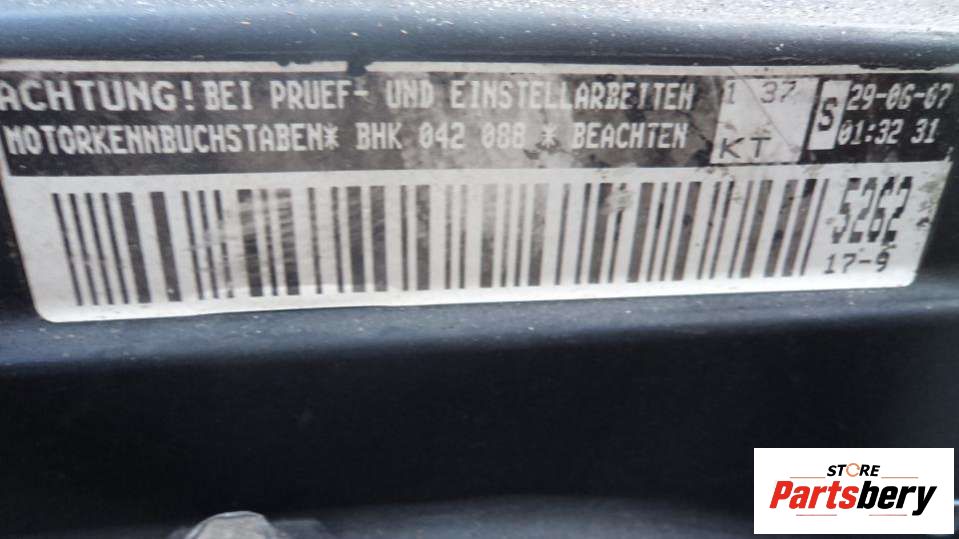 ACHTUNG! BEI PRUEF- UND EINSTELLARBEITEN
MOTORKENNBUCHSTABEN* BHK 042 088 * BEACHTEN
1 37
KT
S
29-06-07
01:32 31
5262
17-9
STORE
Partsbery